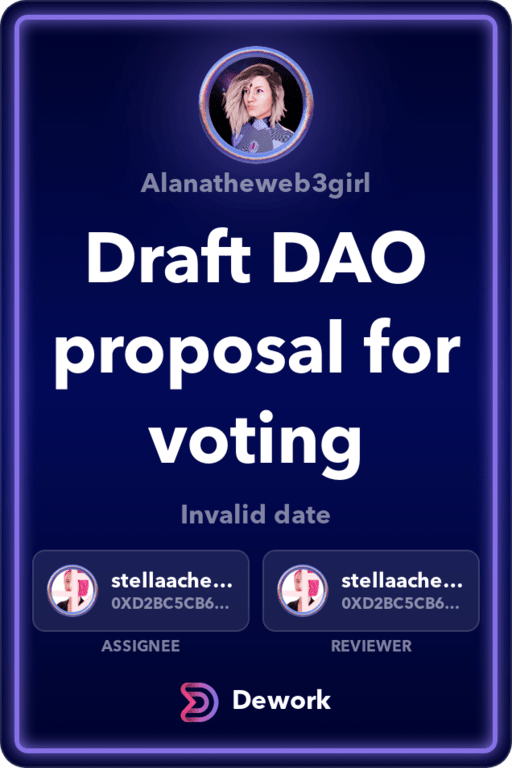 Alanatheweb3girl
Draft DAO
proposal for
voting
Invalid date
stellaache...
0XD2BC5CB6...
ASSIGNEE
stellaache...
0XD2BC5CB6...
REVIEWER
Dework